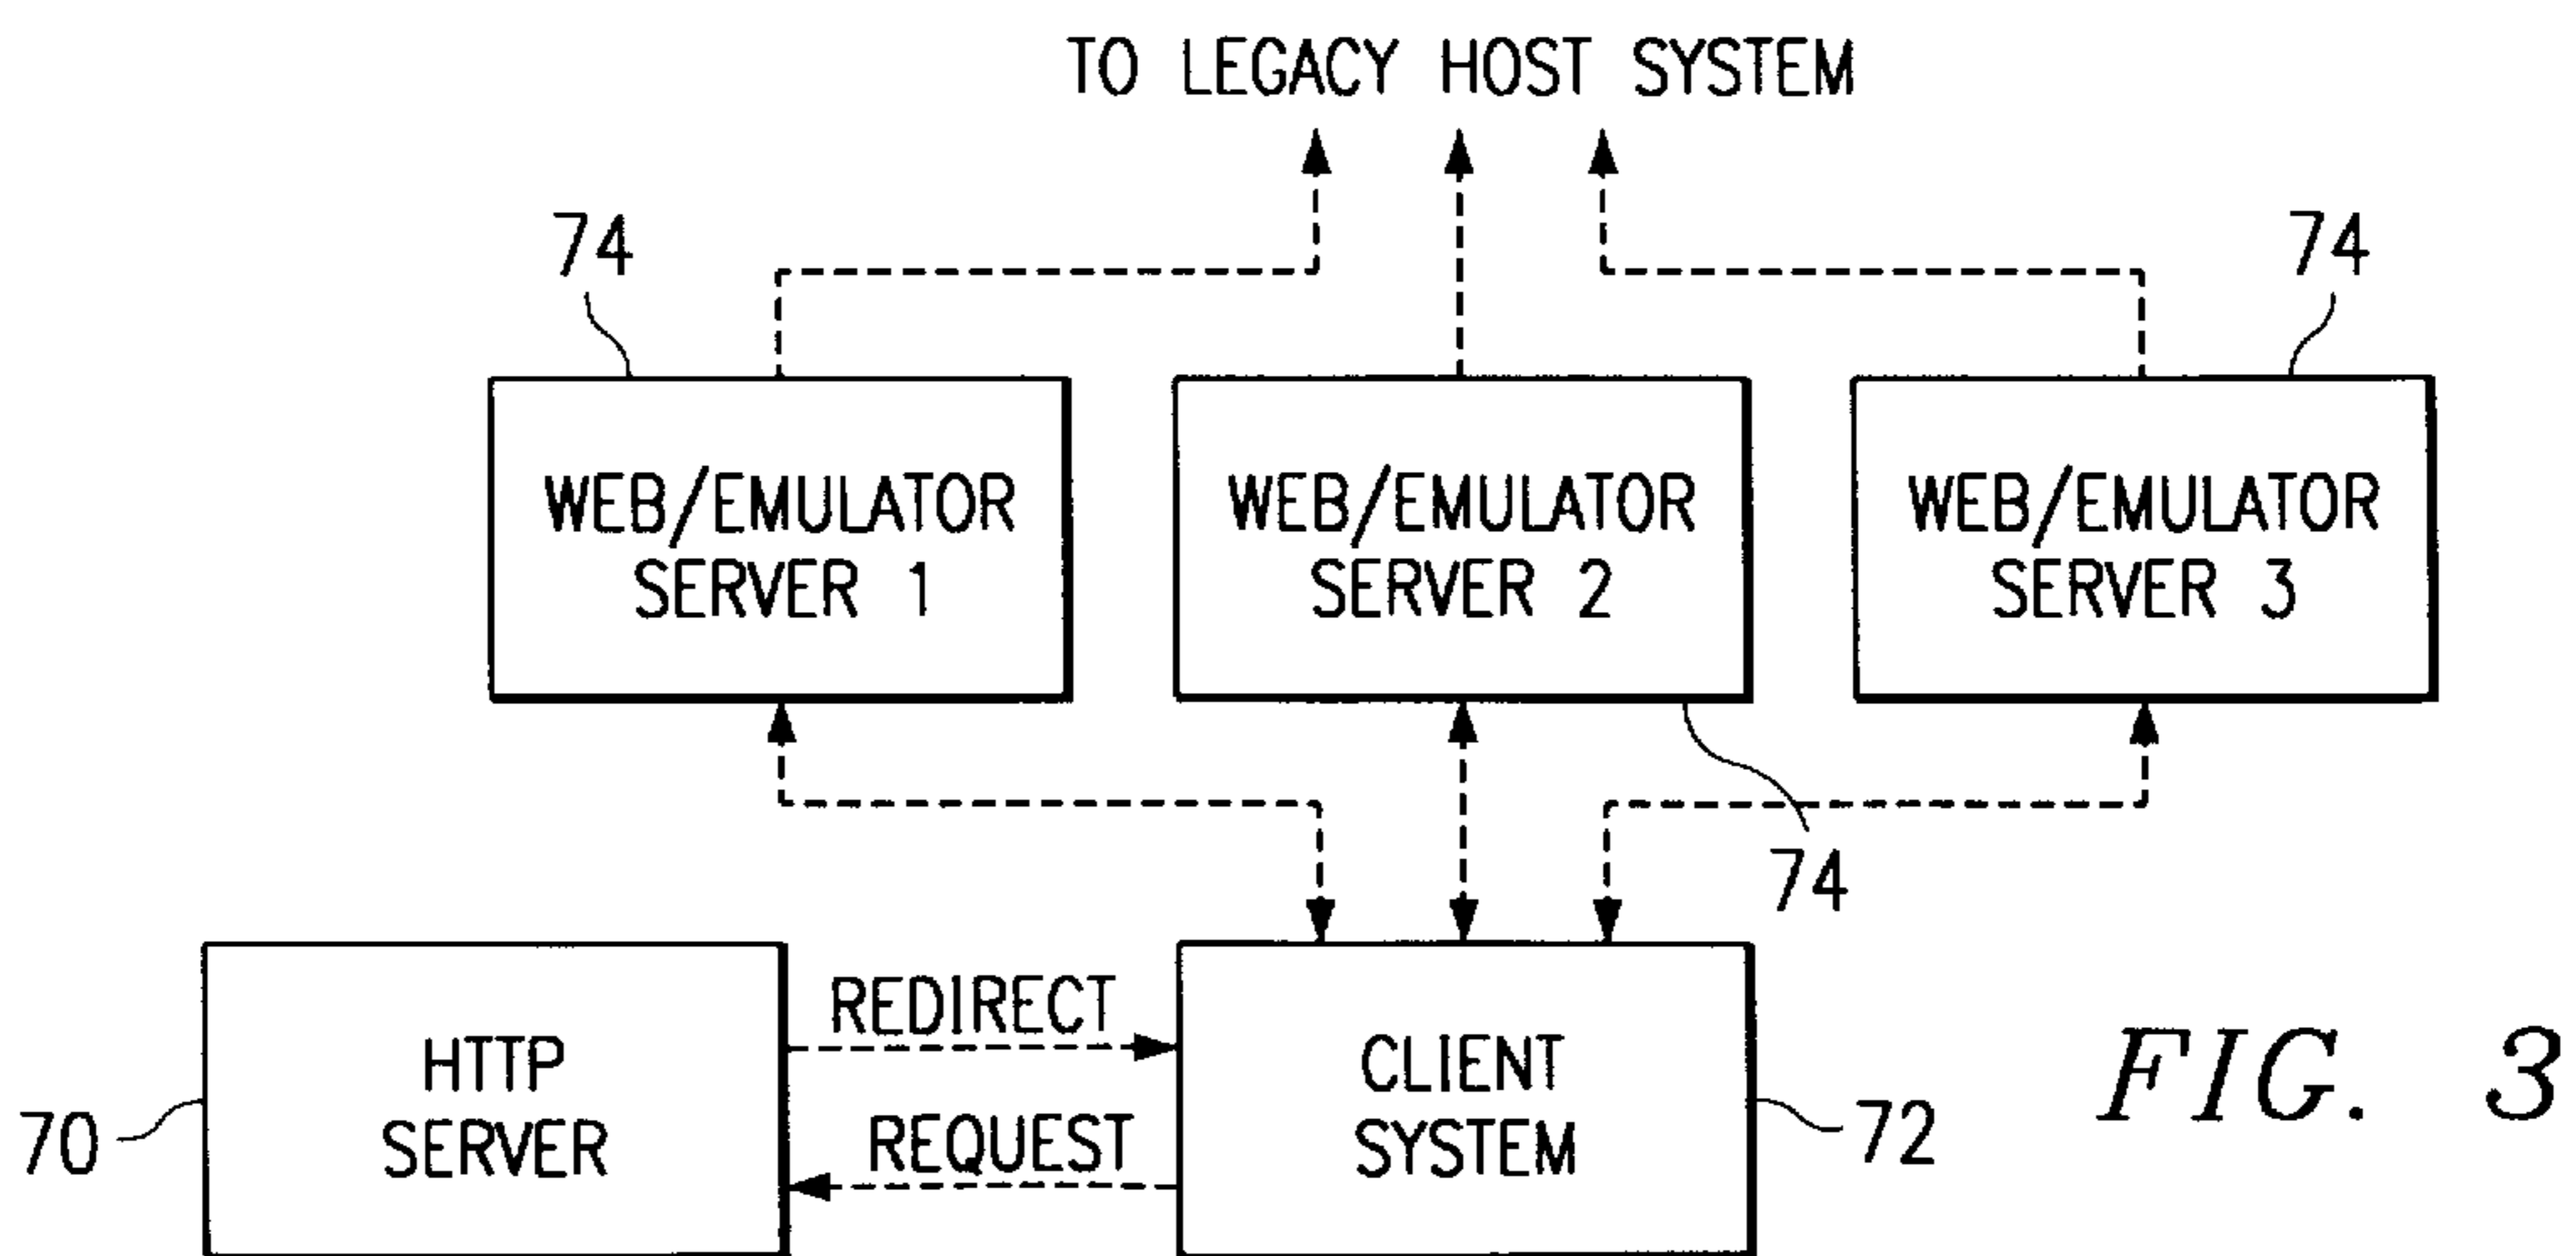 TO LEGACY HOST SYSTEM
74
74
WEB/EMULATOR
SERVER 1
WEB/EMULATOR
SERVER 2
WEB/EMULATOR
SERVER 3
74
REDIRECT
HTTP
SERVER
CLIENT
SYSTEM
REQUEST
70
72
FIG. 3